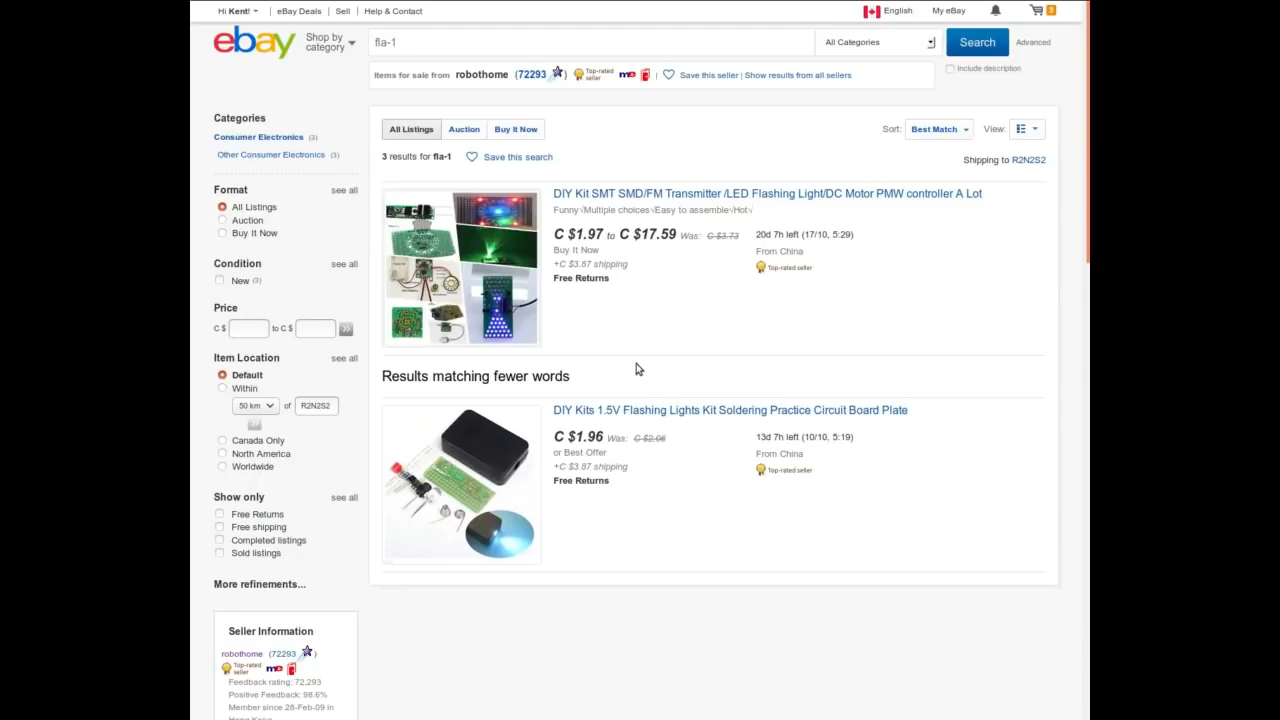 Hi Kent! eBay Deals | Sell | Help & Contact English My eBay 5
ebay Shop by category fla-1 All Categories Search Advanced
Items for sale from robothome (72293) Top-rated seller me | Save this seller | Show results from all sellers Include description
Categories
Consumer Electronics (3)
Other Consumer Electronics (3)
Format see all
All Listings
Auction
Buy It Now
Condition see all
New (3)
Price
C $ to C $ »
Item Location see all
Default
Within
50 km of R2N2S2
»
Canada Only
North America
Worldwide
Show only see all
Free Returns
Free shipping
Completed listings
Sold listings
More refinements...
Seller Information
robothome (72293)
Top-rated seller me
Feedback rating: 72,293
Positive Feedback: 98.6%
Member since 28-Feb-09 in
Hong Kong
All Listings Auction Buy It Now Sort: Best Match View:
3 results for fla-1 Save this search Shipping to R2N2S2
DIY Kit SMT SMD/FM Transmitter /LED Flashing Light/DC Motor PMW controller A Lot
Funny√Multiple choices√Easy to assemble√Hot√
C $1.97 to C $17.59 Was: C $3.73 20d 7h left (17/10, 5:29)
Buy It Now From China
+C $3.87 shipping Top-rated seller
Free Returns
Results matching fewer words
DIY Kits 1.5V Flashing Lights Kit Soldering Practice Circuit Board Plate
C $1.96 Was: C $2.06 13d 7h left (10/10, 5:19)
or Best Offer From China
+C $3.87 shipping Top-rated seller
Free Returns